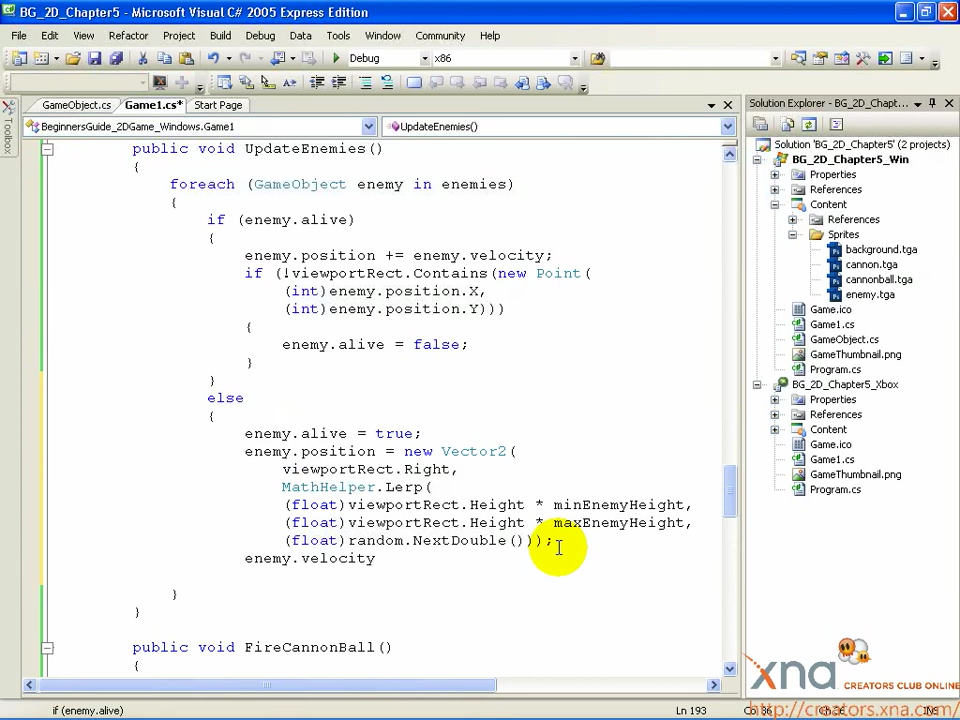 BG_2D_Chapter5 - Microsoft Visual C# 2005 Express Edition
File Edit View Refactor Project Build Debug Data Tools Window Community Help
Debug x86
GameObject.cs Game1.cs* Start Page
BeginnersGuide_2DGame_Windows.Game1 UpdateEnemies()
Toolbox
public void UpdateEnemies()
{
foreach (GameObject enemy in enemies)
{
if (enemy.alive)
{
enemy.position += enemy.velocity;
if (!viewportRect.Contains(new Point(
(int)enemy.position.X,
(int)enemy.position.Y)))
{
enemy.alive = false;
}
}
else
{
enemy.alive = true;
enemy.position = new Vector2(
viewportRect.Right,
MathHelper.Lerp(
(float)viewportRect.Height * minEnemyHeight,
(float)viewportRect.Height * maxEnemyHeight,
(float)random.NextDouble()));
enemy.velocity
}
}
public void FireCannonBall()
{
Solution Explorer - BG_2D_Chapt...
Solution 'BG_2D_Chapter5' (2 projects)
BG_2D_Chapter5_Win
Properties
References
Content
References
Sprites
background.tga
cannon.tga
cannonball.tga
enemy.tga
Game.ico
Game1.cs
GameObject.cs
GameThumbnail.png
Program.cs
BG_2D_Chapter5_Xbox
Properties
References
Content
Game.ico
Game1.cs
GameThumbnail.png
Program.cs
xna CREATORS CLUB ONLINE
http://creators.xna.com/
if (enemy.alive) Ln 193